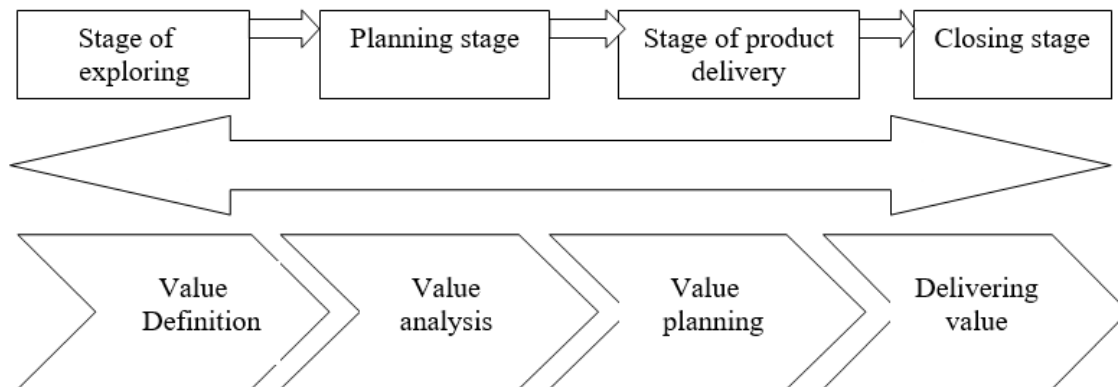 Stage of
exploring
Planning stage
Stage of product
delivery
Closing stage
Value
Definition
Value
analysis
Value
planning
Delivering
value